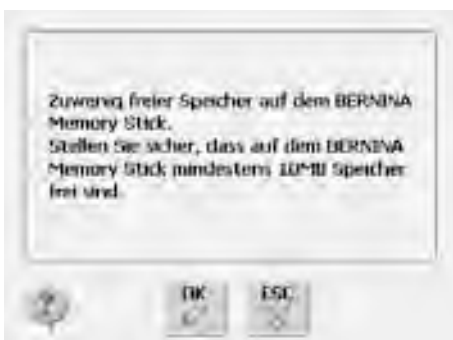 Zuwenig freier Speicher auf dem BERNINA
Memory Stick.
Stellen Sie sicher, dass auf dem BERNINA
Memory Stick mindestens 10MB Speicher
frei sind.
OK ESC
?